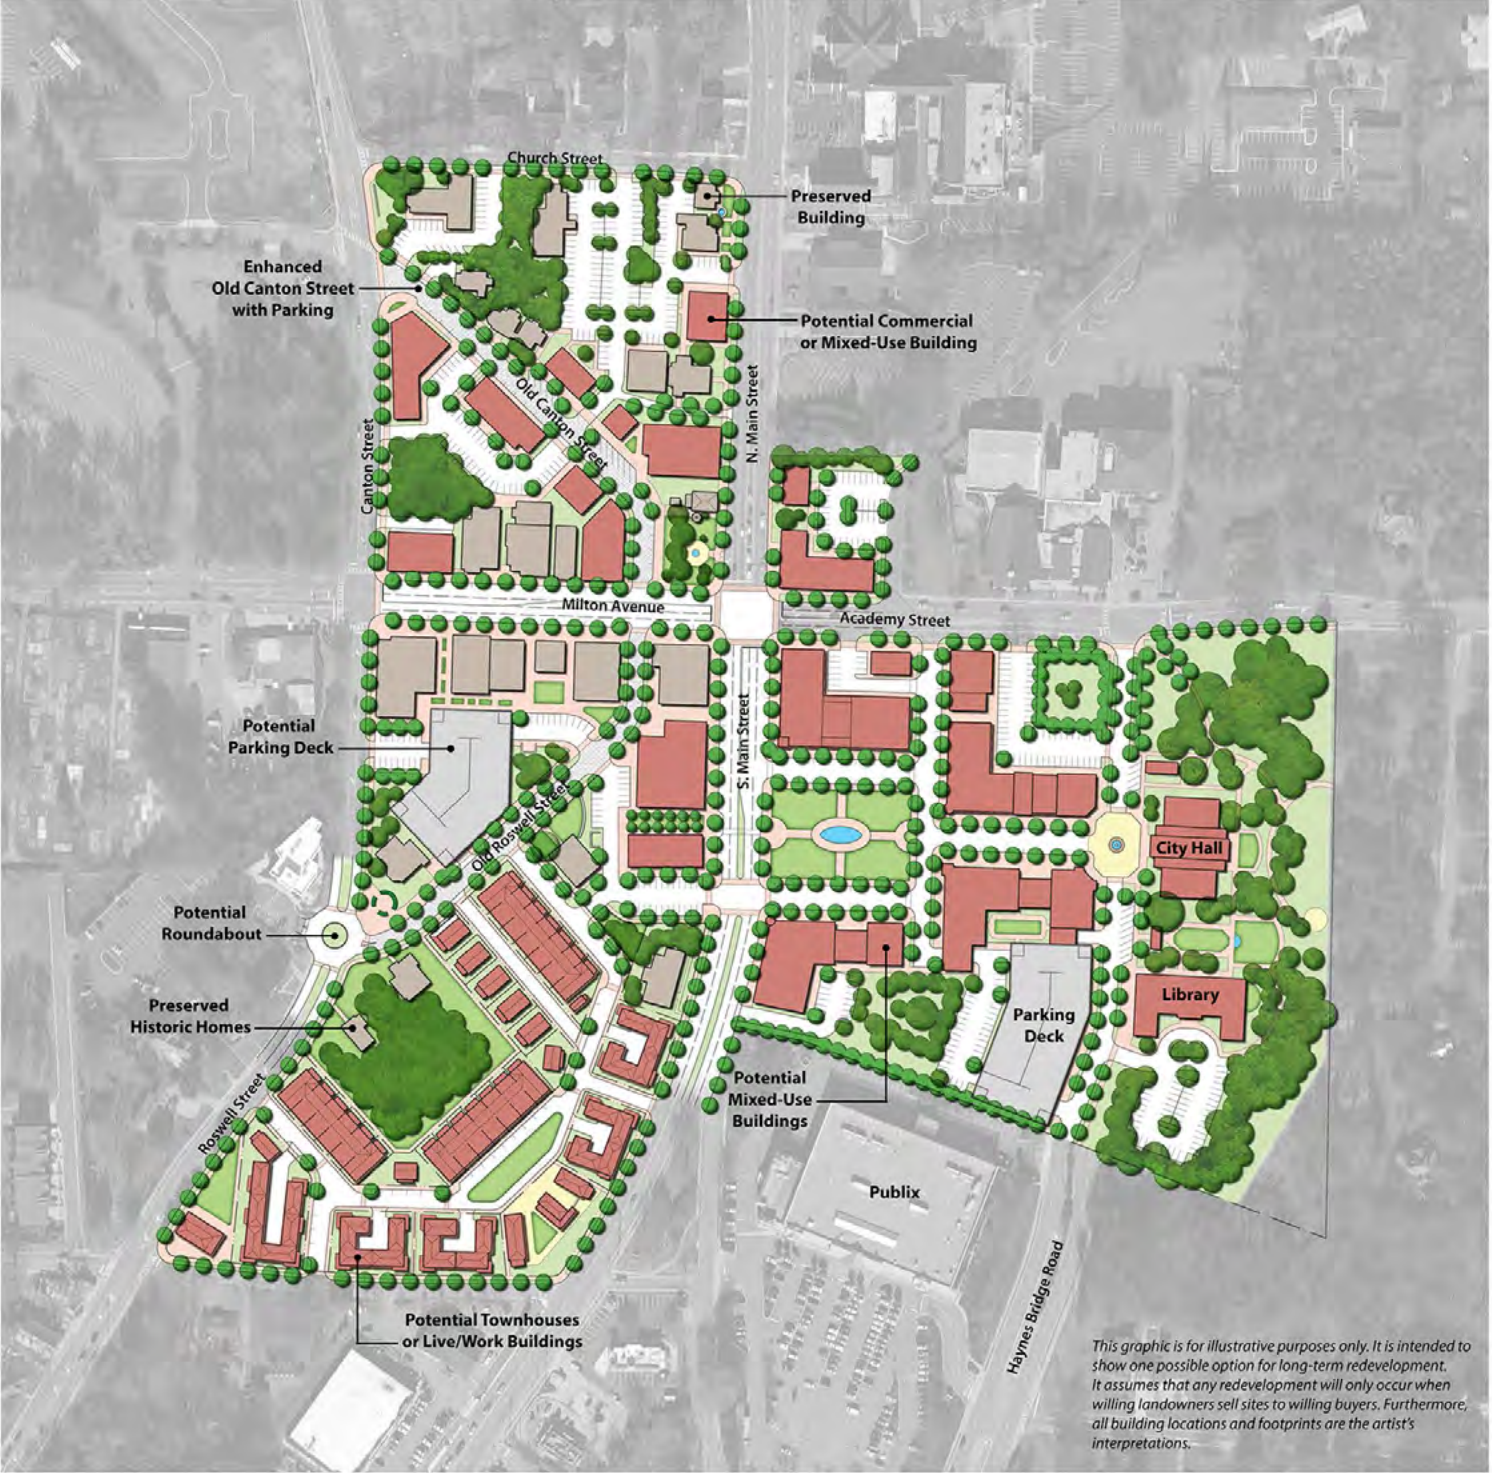 Church Street
Preserved
Building
Enhanced
Old Canton Street
with Parking
Potential Commercial
or Mixed-Use Building
Old Canton Street
N. Main Street
Canton Street
Milton Avenue
Academy Street
Potential
Parking Deck
S. Main Street
Old Roswell Street
City Hall
Potential
Roundabout
Preserved
Historic Homes
Library
Parking
Deck
Potential
Mixed-Use
Buildings
Roswell Street
Publix
Haynes Bridge Road
Potential Townhouses
or Live/Work Buildings
This graphic is for illustrative purposes only. It is intended to
show one possible option for long-term redevelopment.
It assumes that any redevelopment will only occur when
willing landowners sell sites to willing buyers. Furthermore,
all building locations and footprints are the artist's
interpretations.